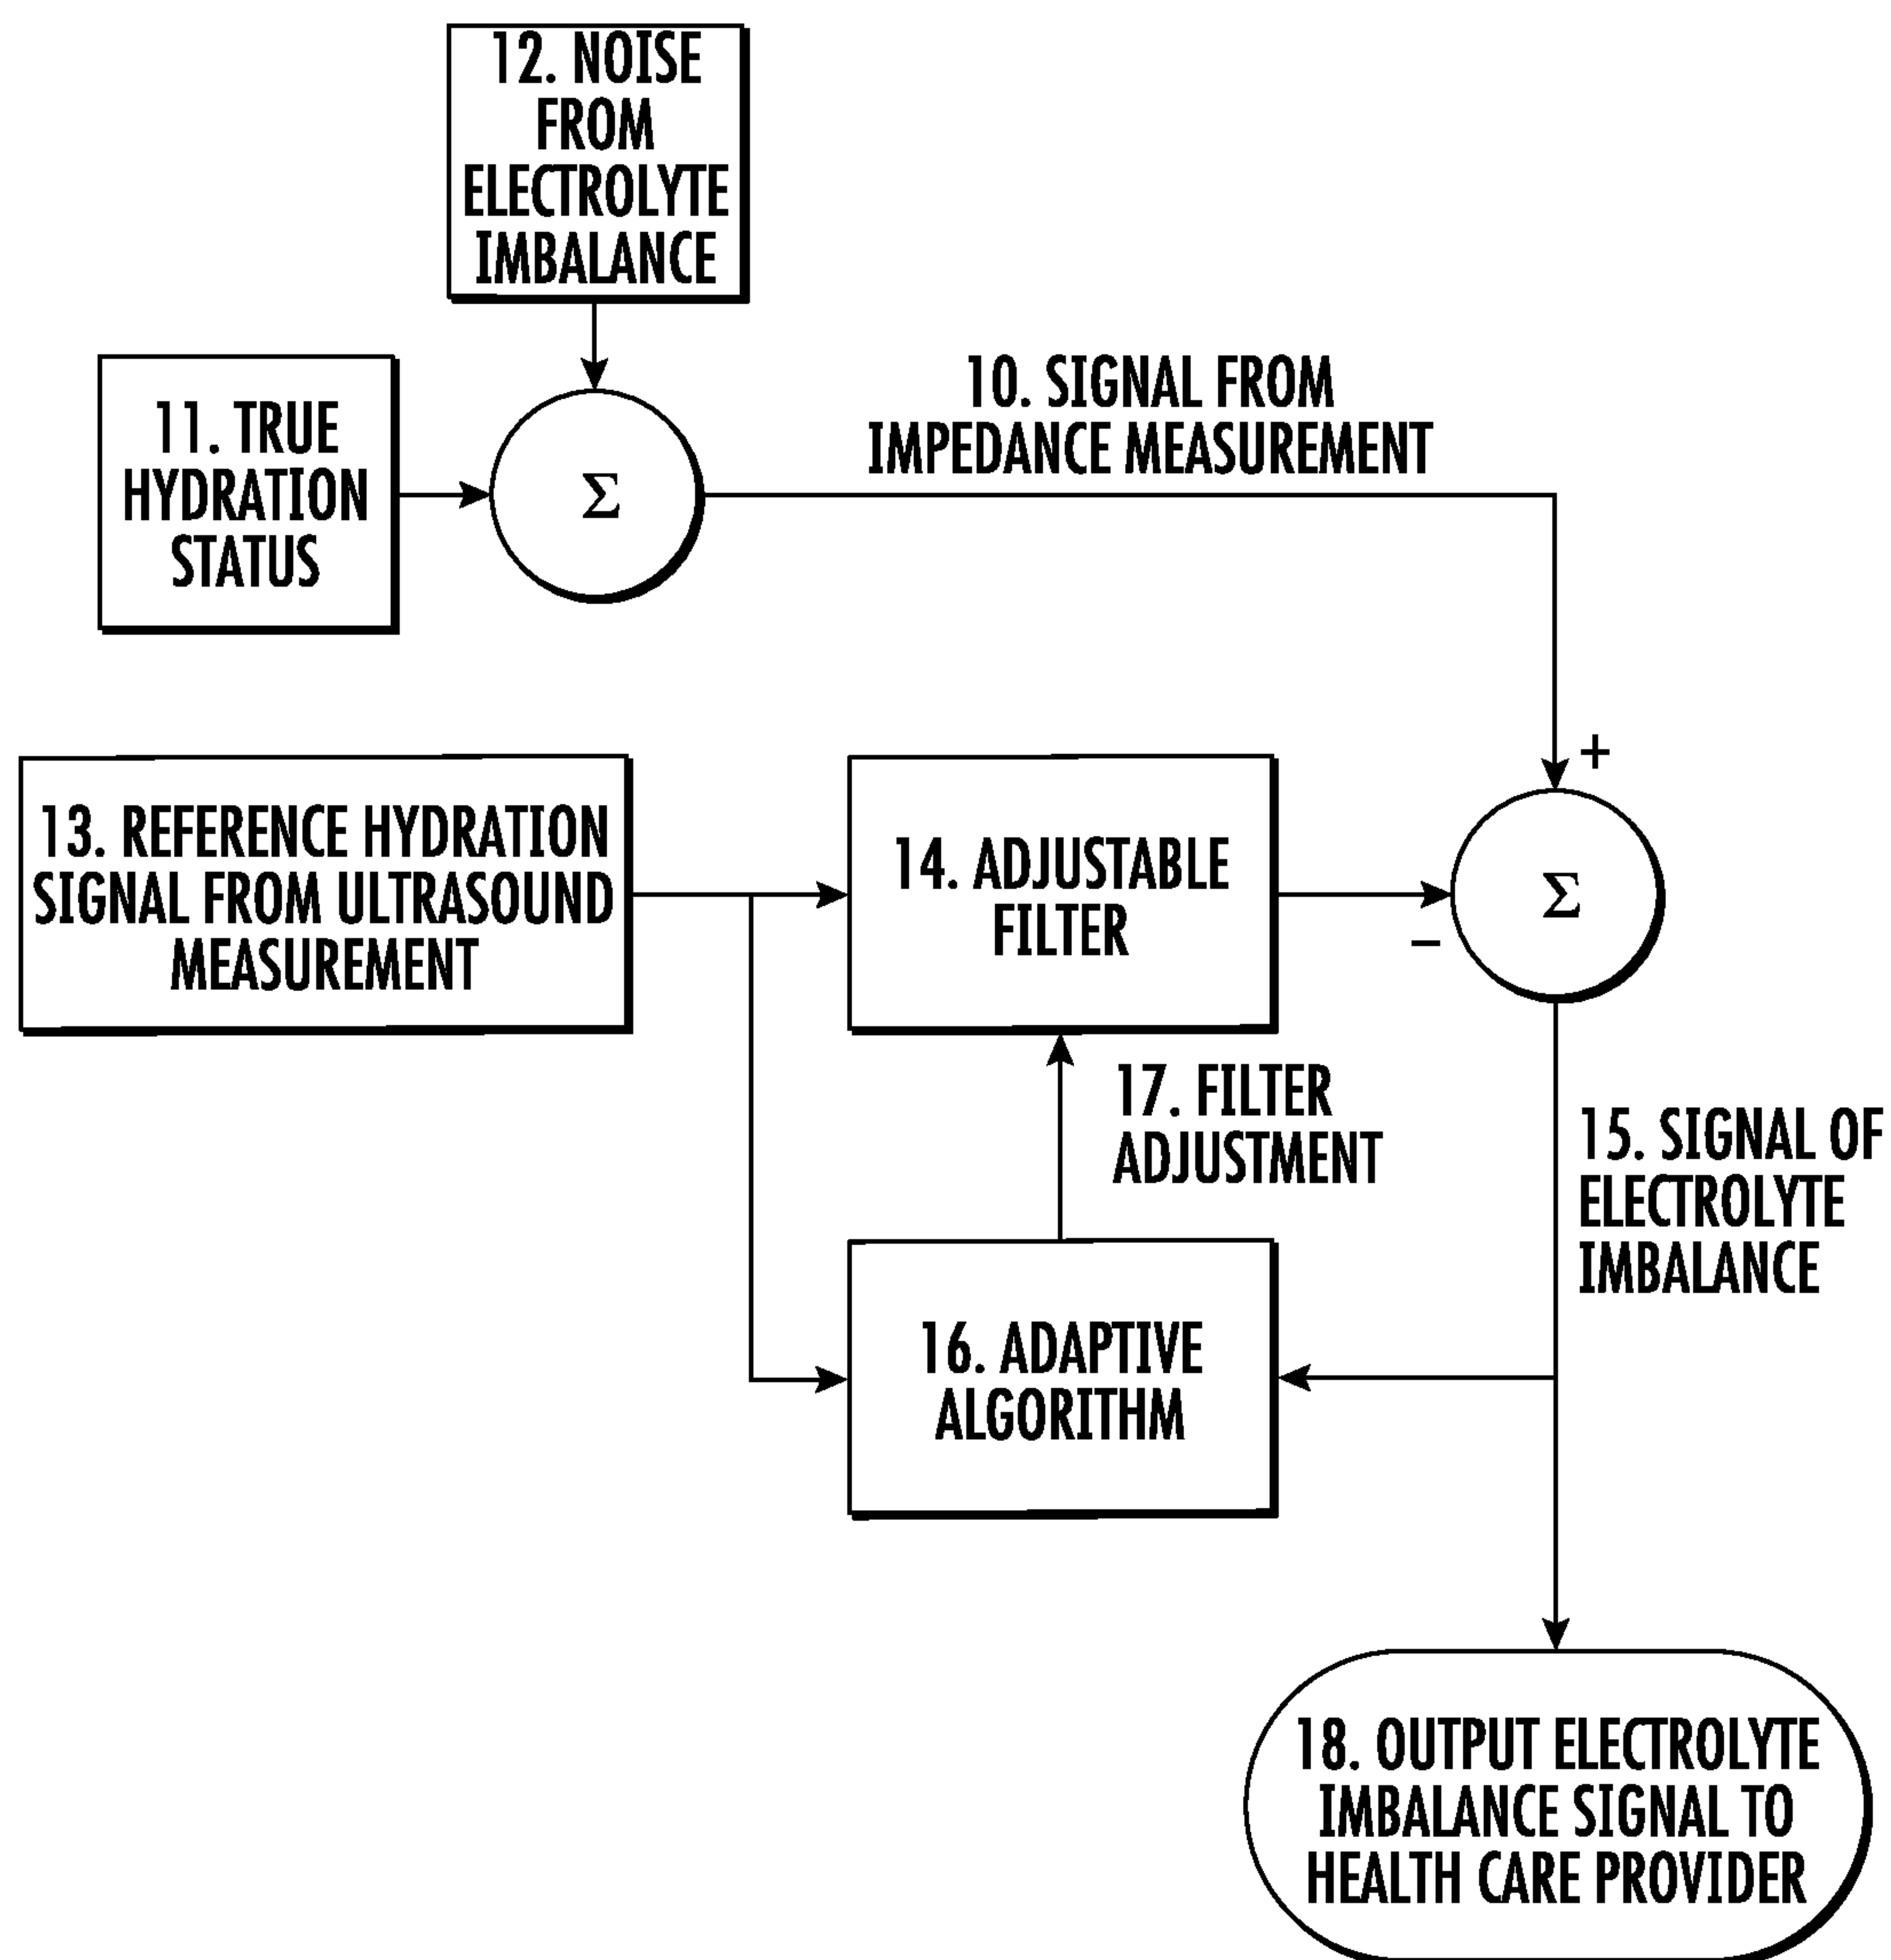 12. NOISE
FROM
ELECTROLYTE
IMBALANCE
11. TRUE
HYDRATION
STATUS
Σ
10. SIGNAL FROM
IMPEDANCE MEASUREMENT
+
13. REFERENCE HYDRATION
SIGNAL FROM ULTRASOUND
MEASUREMENT
14. ADJUSTABLE
FILTER
−
Σ
17. FILTER
ADJUSTMENT
15. SIGNAL OF
ELECTROLYTE
IMBALANCE
16. ADAPTIVE
ALGORITHM
18. OUTPUT ELECTROLYTE
IMBALANCE SIGNAL TO
HEALTH CARE PROVIDER